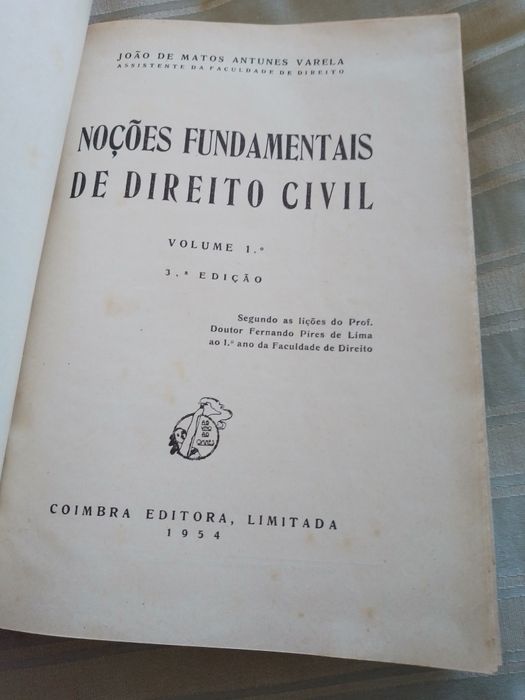 JOÃO DE MATOS ANTUNES VARELA
ASSISTENTE DA FACULDADE DE DIREITO
NOÇÕES FUNDAMENTAIS
DE DIREITO CIVIL
VOLUME 1.º
3.ª EDIÇÃO
Segundo as lições do Prof.
Doutor Fernando Pires de Lima
ao 1.º ano da Faculdade de Direito
COIMBRA EDITORA, LIMITADA
1954